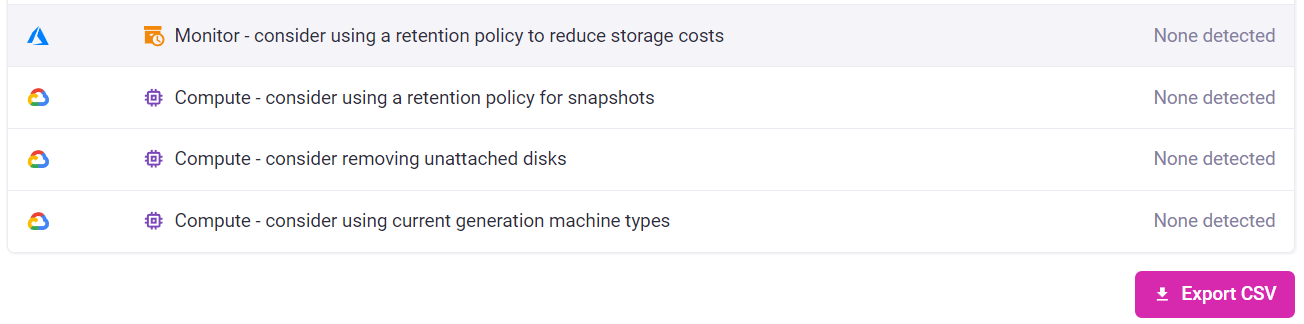 Monitor - consider using a retention policy to reduce storage costs None detected
Compute - consider using a retention policy for snapshots None detected
Compute - consider removing unattached disks None detected
Compute - consider using current generation machine types None detected
Export CSV